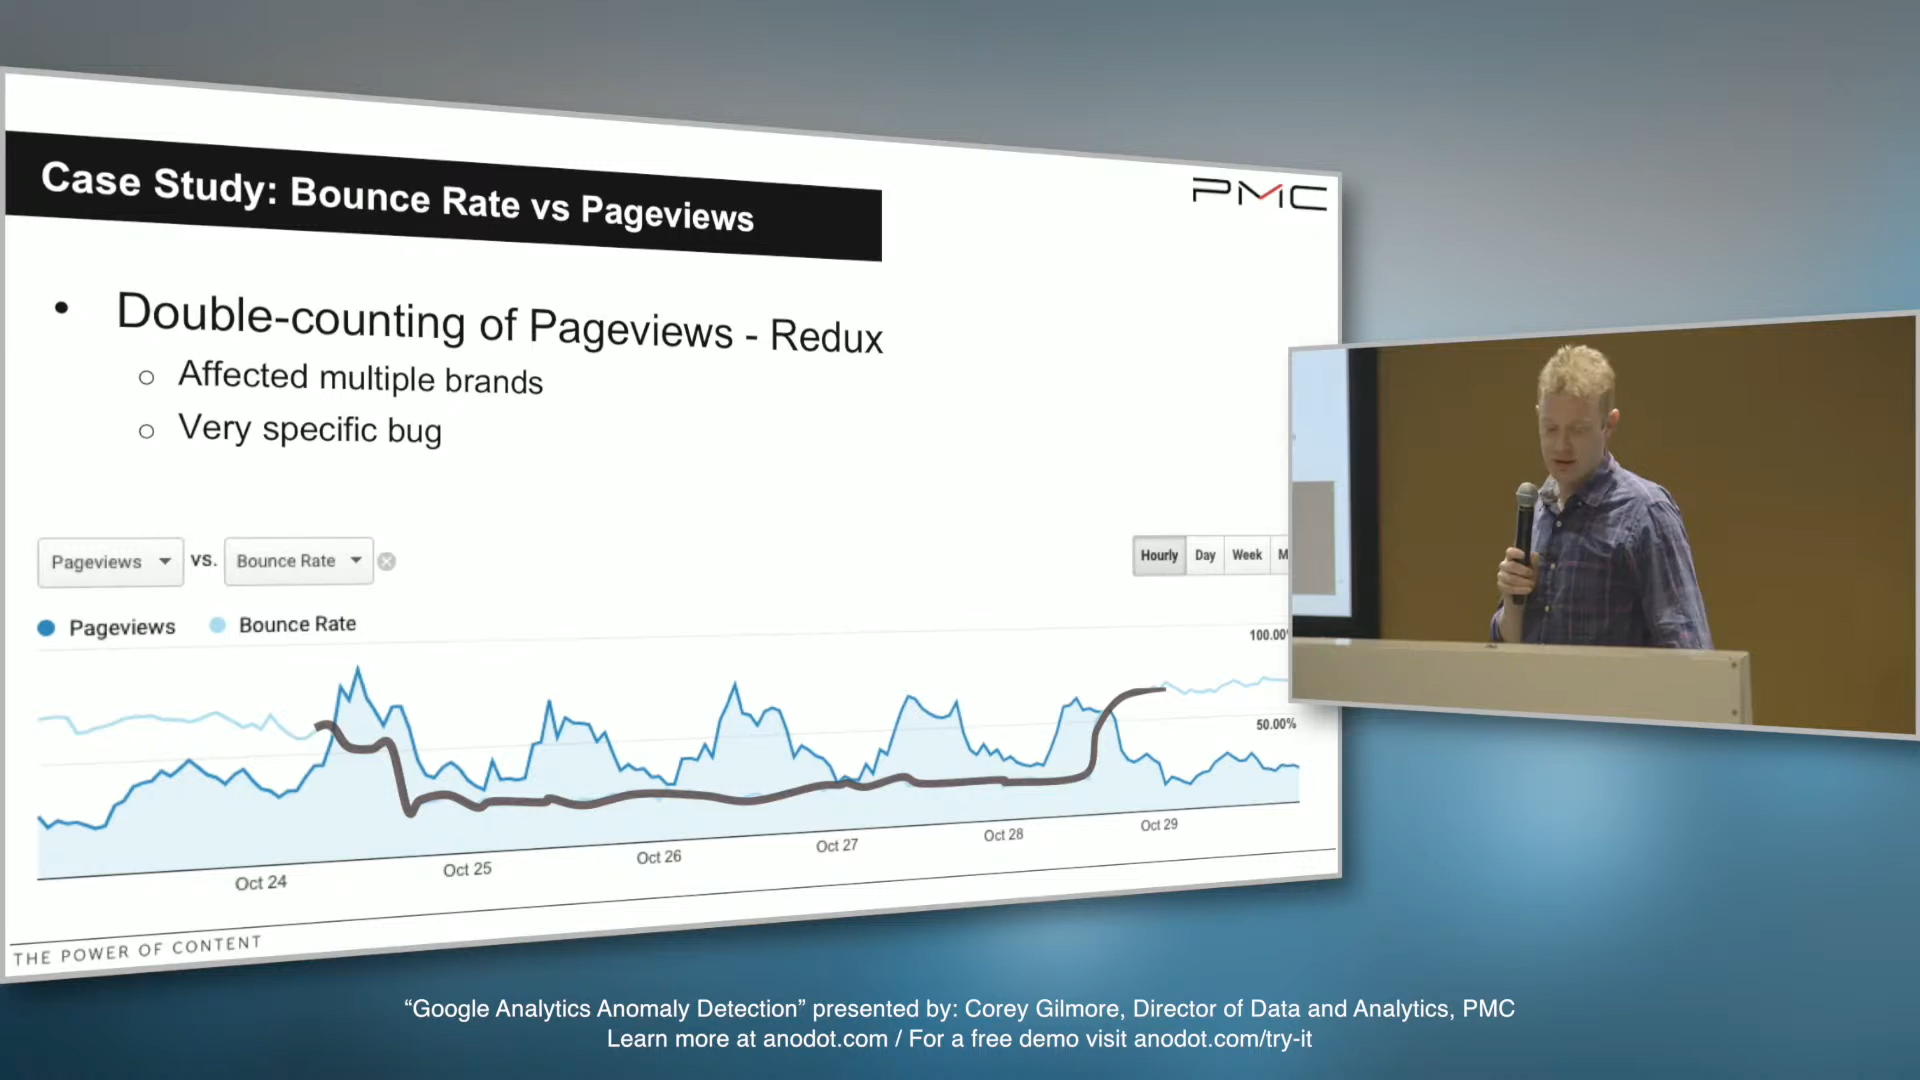 Case Study: Bounce Rate vs Pageviews
PMC
• Double-counting of Pageviews - Redux
○ Affected multiple brands
○ Very specific bug
Pageviews vs. Bounce Rate
Hourly Day Week M
Pageviews Bounce Rate
100.00%
50.00%
Oct 24 Oct 25 Oct 26 Oct 27 Oct 28 Oct 29
THE POWER OF CONTENT
“Google Analytics Anomaly Detection” presented by: Corey Gilmore, Director of Data and Analytics, PMC
Learn more at anodot.com / For a free demo visit anodot.com/try-it